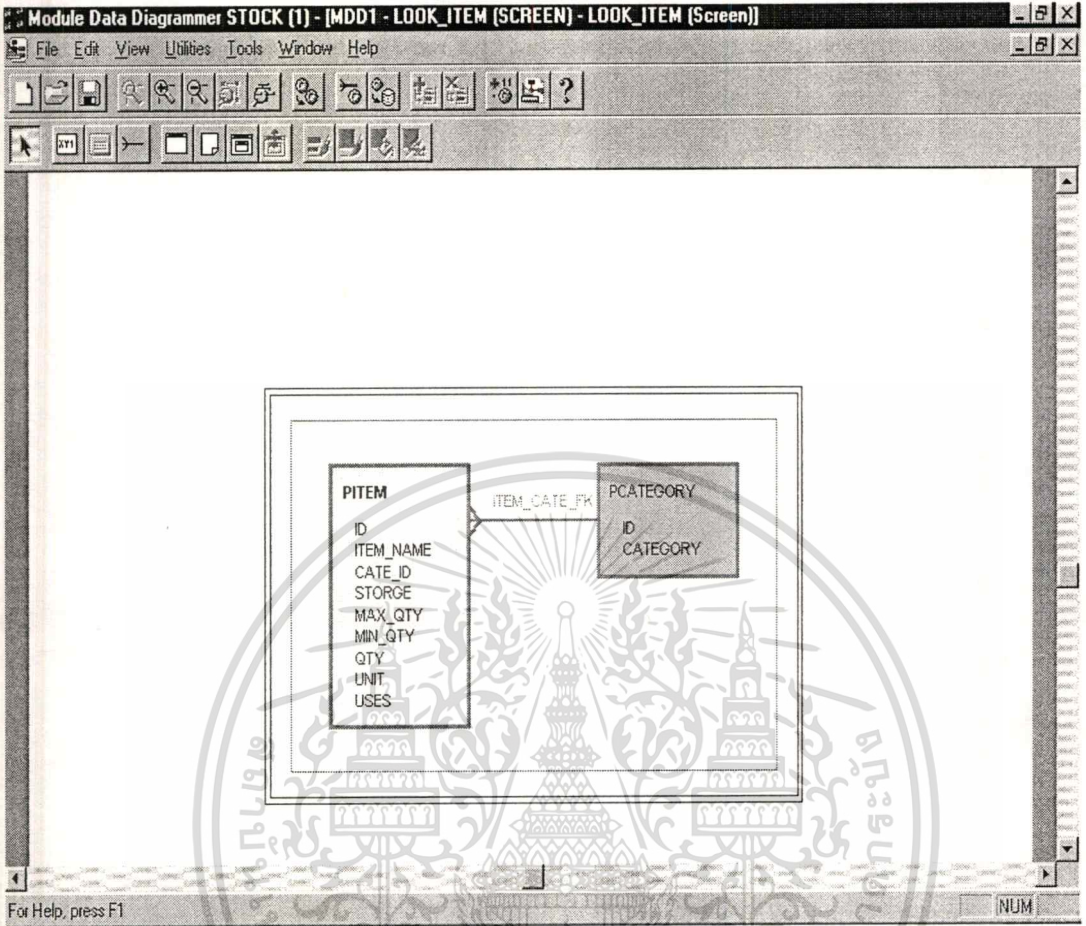 Module Data Diagrammer STOCK (1) - [MDD1 - LOOK_ITEM (SCREEN) - LOOK_ITEM (Screen)]
File Edit View Utilities Tools Window Help
XY1
PITEM
ID
ITEM_NAME
CATE_ID
STORGE
MAX_QTY
MIN_QTY
QTY
UNIT
USES
ITEM_CATE_FK
PCATEGORY
ID
CATEGORY
For Help, press F1
NUM